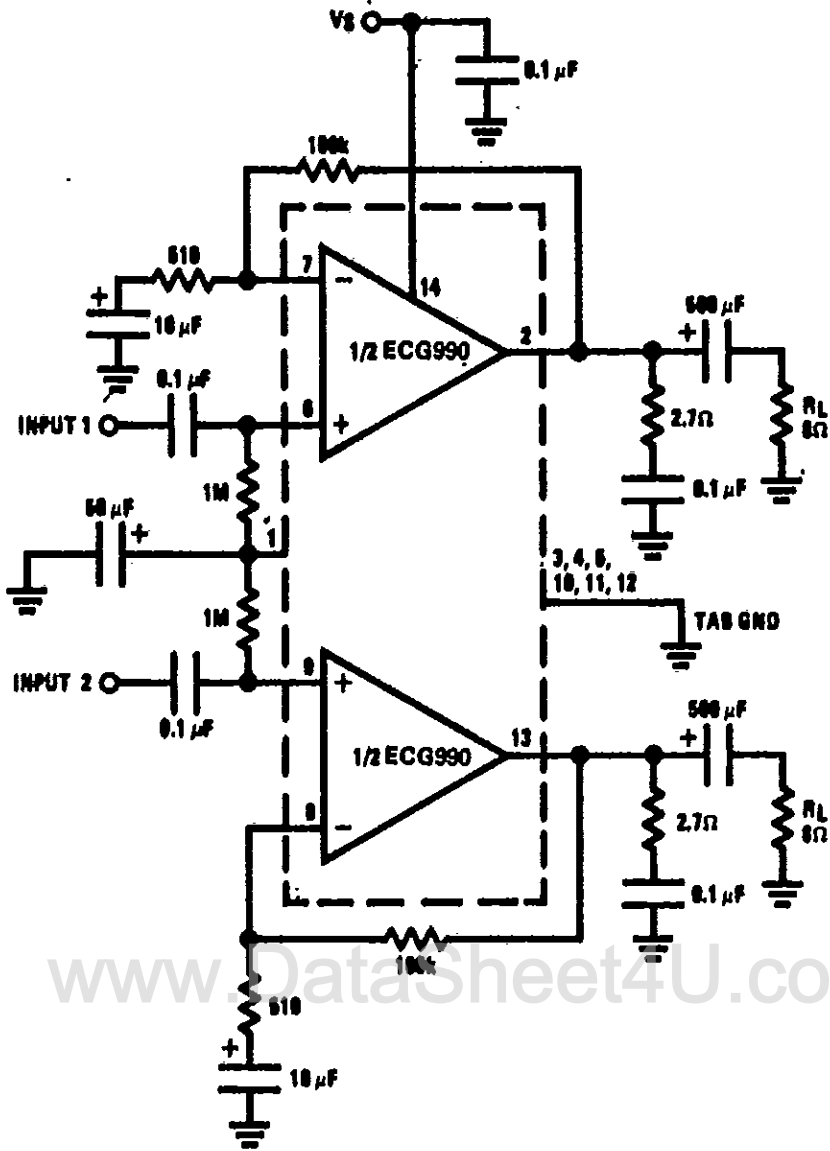 VS
0.1 µF
100k
510
7
−
14
+
10 µF
1/2 ECG990
2
+
500 µF
0.1 µF
INPUT 1
6
+
2.7Ω
RL
8Ω
1M
0.1 µF
50 µF
+
1
3, 4, 5,
10, 11, 12
1M
TAB GND
INPUT 2
9
+
0.1 µF
500 µF
1/2 ECG990
13
+
8
−
2.7Ω
RL
8Ω
0.1 µF
100k
www.DataSheet4U.co
510
+
10 µF